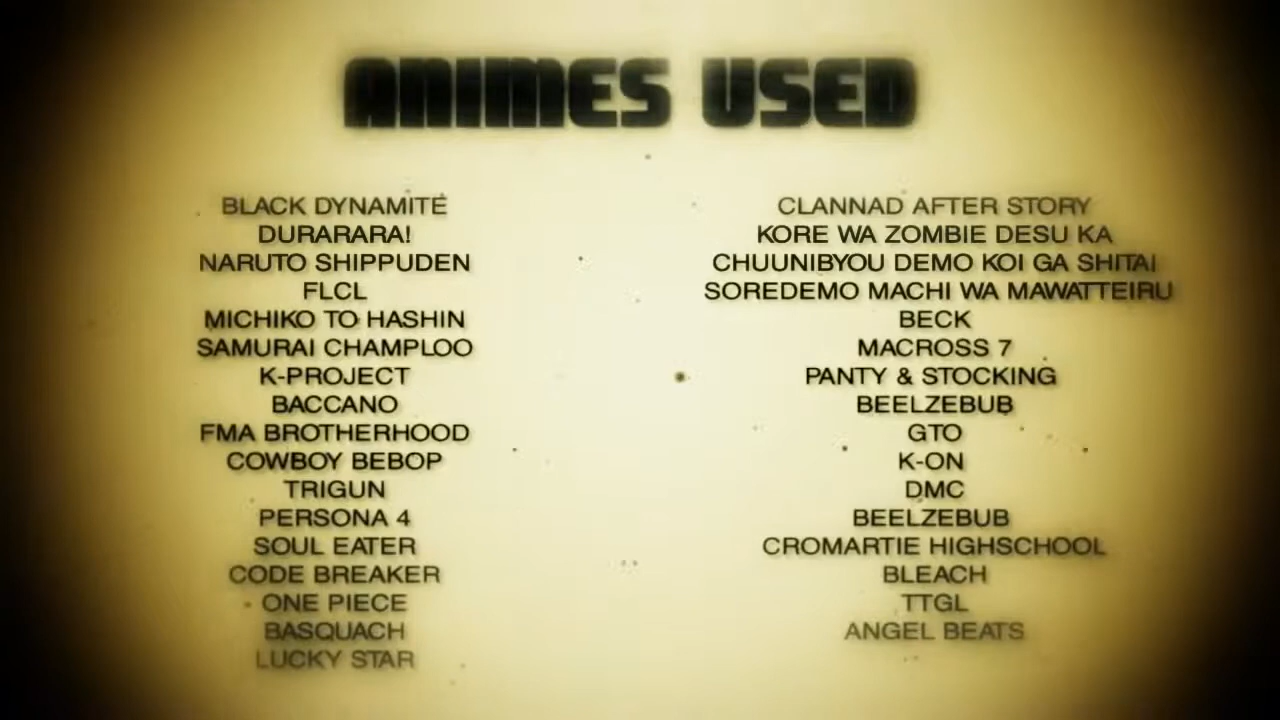 ANIMES USED
BLACK DYNAMITE
DURARARA!
NARUTO SHIPPUDEN
FLCL
MICHIKO TO HASHIN
SAMURAI CHAMPLOO
K-PROJECT
BACCANO
FMA BROTHERHOOD
COWBOY BEBOP
TRIGUN
PERSONA 4
SOUL EATER
CODE BREAKER
ONE PIECE
BASQUACH
LUCKY STAR
CLANNAD AFTER STORY
KORE WA ZOMBIE DESU KA
CHUUNIBYOU DEMO KOI GA SHITAI
SOREDEMO MACHI WA MAWATTEIRU
BECK
MACROSS 7
PANTY & STOCKING
BEELZEBUB
GTO
K-ON
DMC
BEELZEBUB
CROMARTIE HIGHSCHOOL
BLEACH
TTGL
ANGEL BEATS